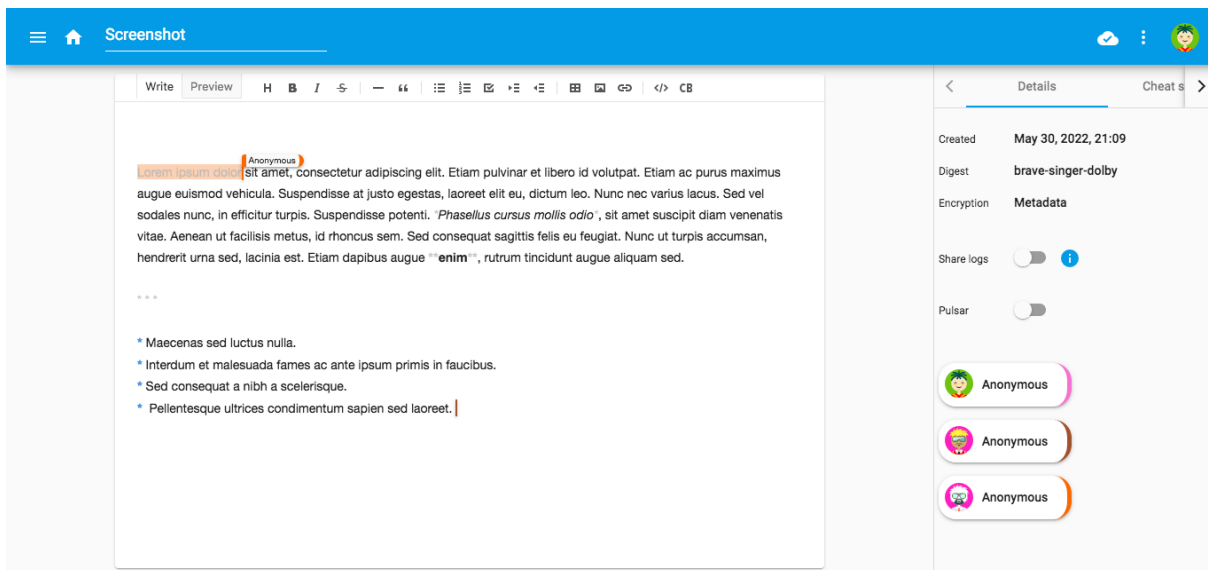 Screenshot
Write Preview H B I S — “ </> CB
Details Cheat s
Anonymous
Lorem ipsum dolor sit amet, consectetur adipiscing elit. Etiam pulvinar et libero id volutpat. Etiam ac purus maximus
augue euismod vehicula. Suspendisse at justo egestas, laoreet elit eu, dictum leo. Nunc nec varius lacus. Sed vel
sodales nunc, in efficitur turpis. Suspendisse potenti. *Phasellus cursus mollis odio*, sit amet suscipit diam venenatis
vitae. Aenean ut facilisis metus, id rhoncus sem. Sed consequat sagittis felis eu feugiat. Nunc ut turpis accumsan,
hendrerit urna sed, lacinia est. Etiam dapibus augue **enim**, rutrum tincidunt augue aliquam sed.
* * *
* Maecenas sed luctus nulla.
* Interdum et malesuada fames ac ante ipsum primis in faucibus.
* Sed consequat a nibh a scelerisque.
* Pellentesque ultrices condimentum sapien sed laoreet.
Created May 30, 2022, 21:09
Digest brave-singer-dolby
Encryption Metadata
Share logs
Pulsar
Anonymous
Anonymous
Anonymous